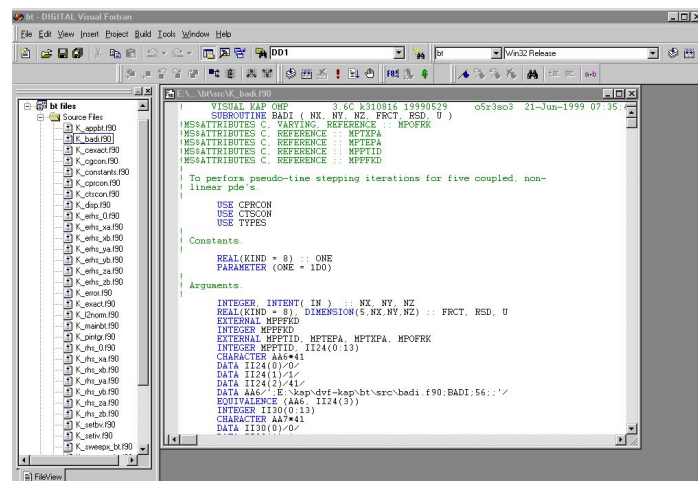 bt - DIGITAL Visual Fortran
File Edit View Insert Project Build Tools Window Help
DD1
bt
Win32 Release
bt files
Source Files
K_appbt.f90
K_badi.f90
K_cexact.f90
K_cgcon.f90
K_constants.f90
K_cprcon.f90
K_ctscon.f90
K_disp.f90
K_erhs_0.f90
K_erhs_xa.f90
K_erhs_xb.f90
K_erhs_ya.f90
K_erhs_yb.f90
K_erhs_za.f90
K_erhs_zb.f90
K_error.f90
K_exact.f90
K_l2norm.f90
K_mainbt.f90
K_pintgr.f90
K_rhs_0.f90
K_rhs_xa.f90
K_rhs_xb.f90
K_rhs_ya.f90
K_rhs_yb.f90
K_rhs_za.f90
K_rhs_zb.f90
K_setbv.f90
K_setiv.f90
K_sweepx_bt.f90
FileView
E:\...\bt\src\K_badi.f90
! VISUAL KAP OMP 3.6C k310816 19990529 o5r3so3 21-Jun-1999 07:35:
SUBROUTINE BADI ( NX, NY, NZ, FRCT, RSD, U )
!MS$ATTRIBUTES C, VARYING, REFERENCE :: MPOFRK
!MS$ATTRIBUTES C, REFERENCE :: MPTXPA
!MS$ATTRIBUTES C, REFERENCE :: MPTEPA
!MS$ATTRIBUTES C, REFERENCE :: MPPTID
!MS$ATTRIBUTES C, REFERENCE :: MPPFKD
!
! To perform pseudo-time stepping iterations for five coupled, non-
! linear pde's.
!
USE CPRCON
USE CTSCON
USE TYPES
!
! Constants.
!
REAL(KIND = 8) :: ONE
PARAMETER (ONE = 1D0)
!
! Arguments.
!
INTEGER, INTENT( IN ) :: NX, NY, NZ
REAL(KIND = 8), DIMENSION(5,NX,NY,NZ) :: FRCT, RSD, U
EXTERNAL MPPFKD
INTEGER MPPFKD
EXTERNAL MPPTID, MPTEPA, MPTXPA, MPOFRK
INTEGER MPPTID, II24(0:13)
CHARACTER AA6*41
DATA II24(0)/0/
DATA II24(1)/1/
DATA II24(2)/41/
DATA AA6/';E:\kap\dvf-kap\bt\src\badi.f90;BADI;56;;'/
EQUIVALENCE (AA6, II24(3))
INTEGER II30(0:13)
CHARACTER AA7*41
DATA II30(0)/0/